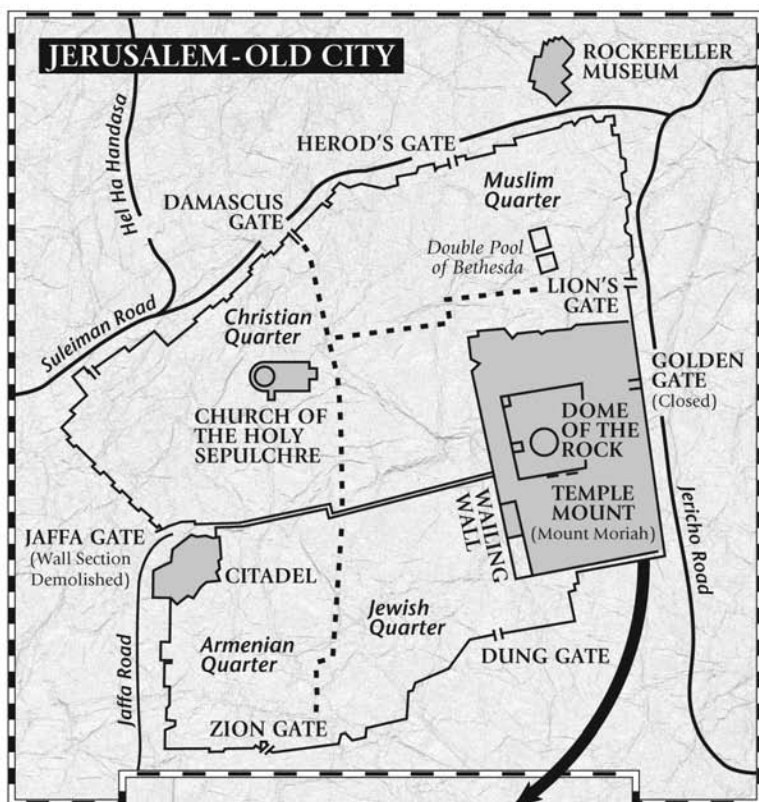 JERUSALEM-OLD CITY
ROCKEFELLER
MUSEUM
Hel Ha Handasa
HEROD'S GATE
DAMASCUS
GATE
Muslim
Quarter
Double Pool
of Bethesda
LION'S
GATE
Suleiman Road
Christian
Quarter
GOLDEN
GATE
(Closed)
CHURCH OF
THE HOLY
SEPULCHRE
DOME
OF THE
ROCK
WAILING
WALL
TEMPLE
MOUNT
(Mount Moriah)
Jericho Road
JAFFA GATE
(Wall Section
Demolished)
CITADEL
Jewish
Quarter
Armenian
Quarter
DUNG GATE
Jaffa Road
ZION GATE